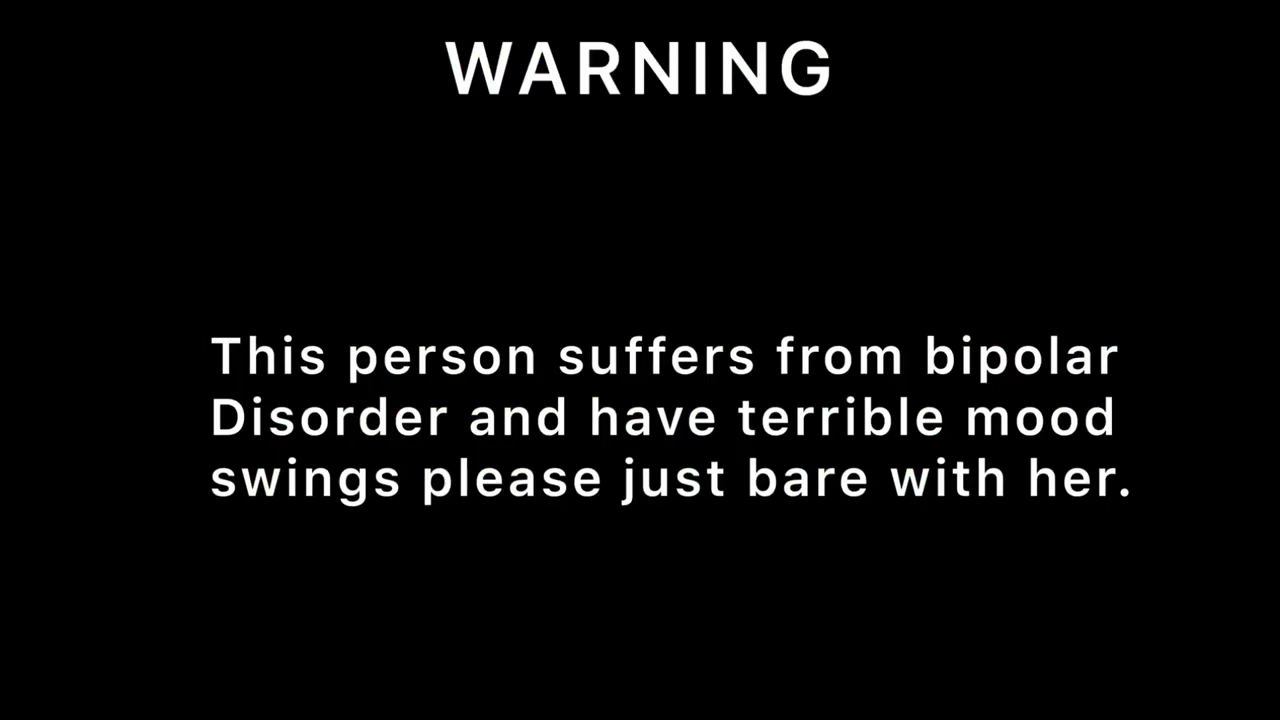 WARNING
This person suffers from bipolar
Disorder and have terrible mood
swings please just bare with her.